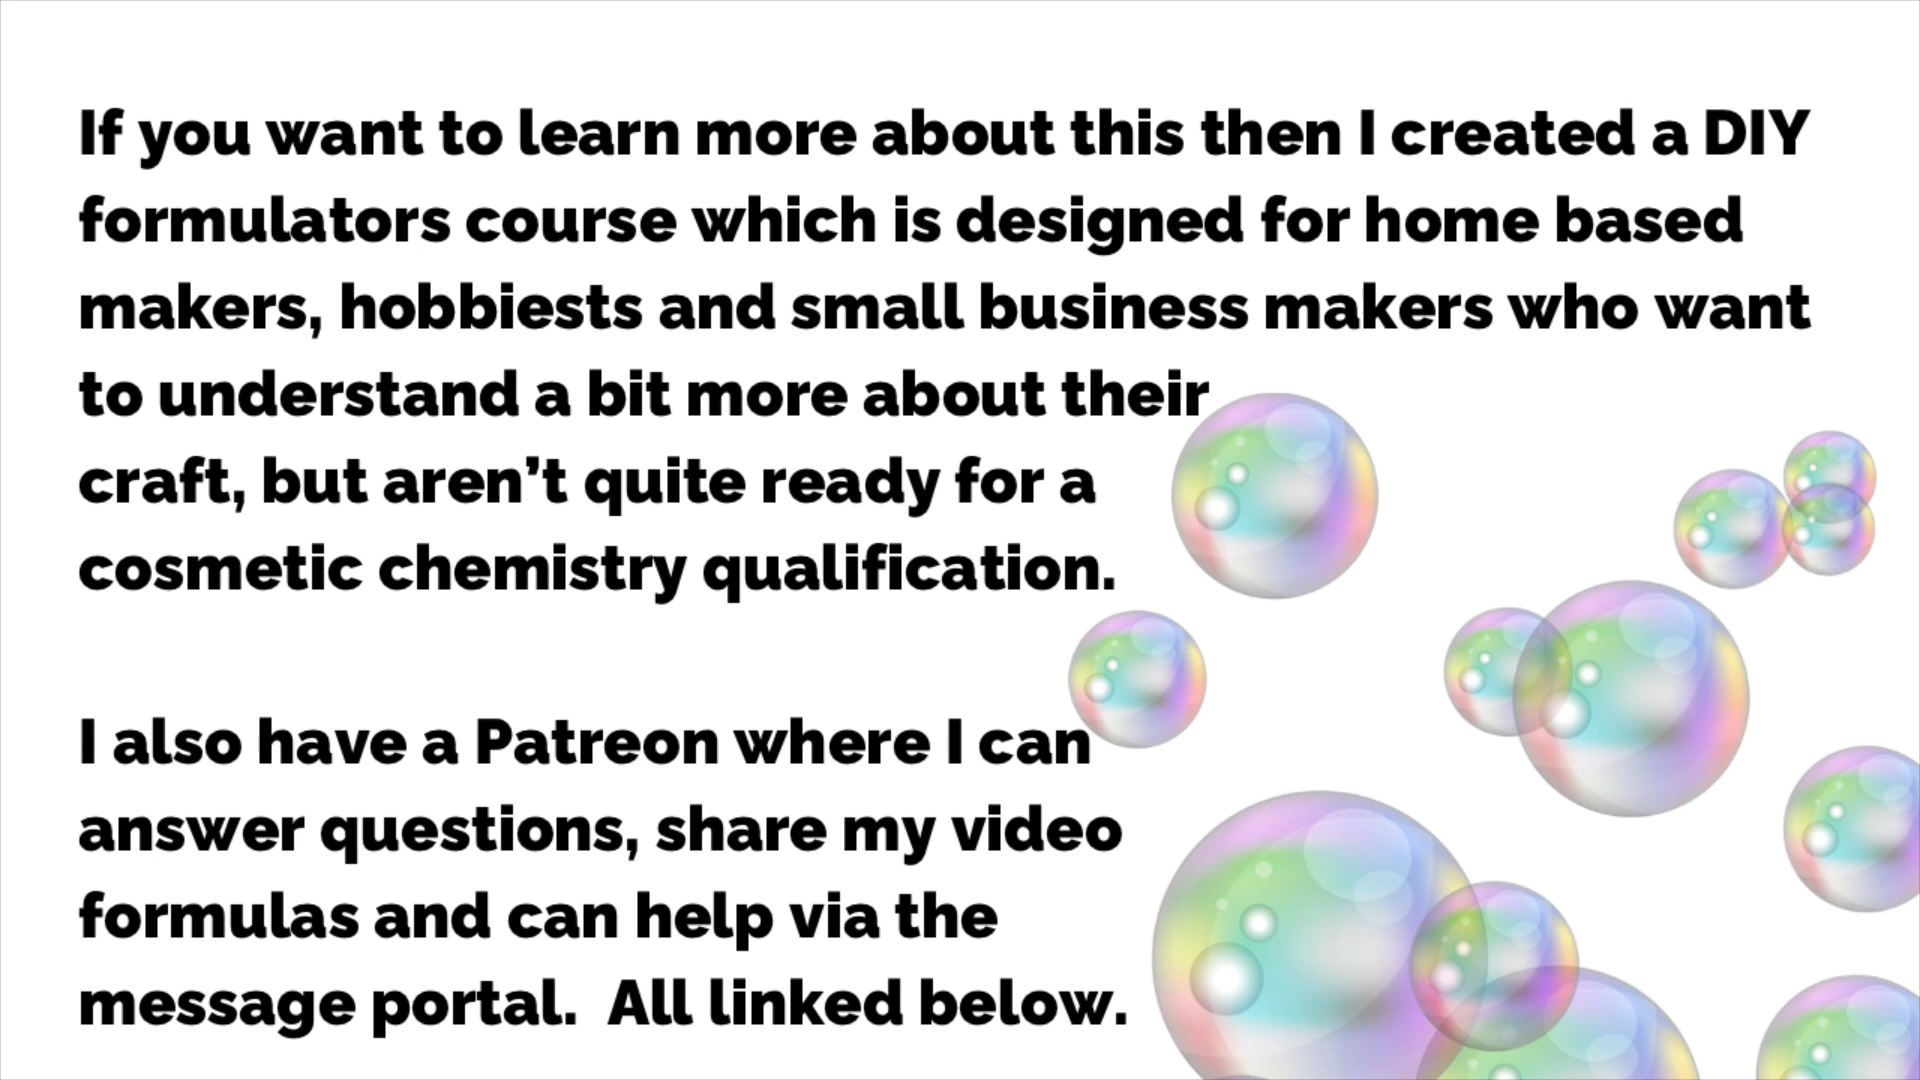 If you want to learn more about this then I created a DIY
formulators course which is designed for home based
makers, hobbiests and small business makers who want
to understand a bit more about their
craft, but aren’t quite ready for a
cosmetic chemistry qualification.
I also have a Patreon where I can
answer questions, share my video
formulas and can help via the
message portal.  All linked below.